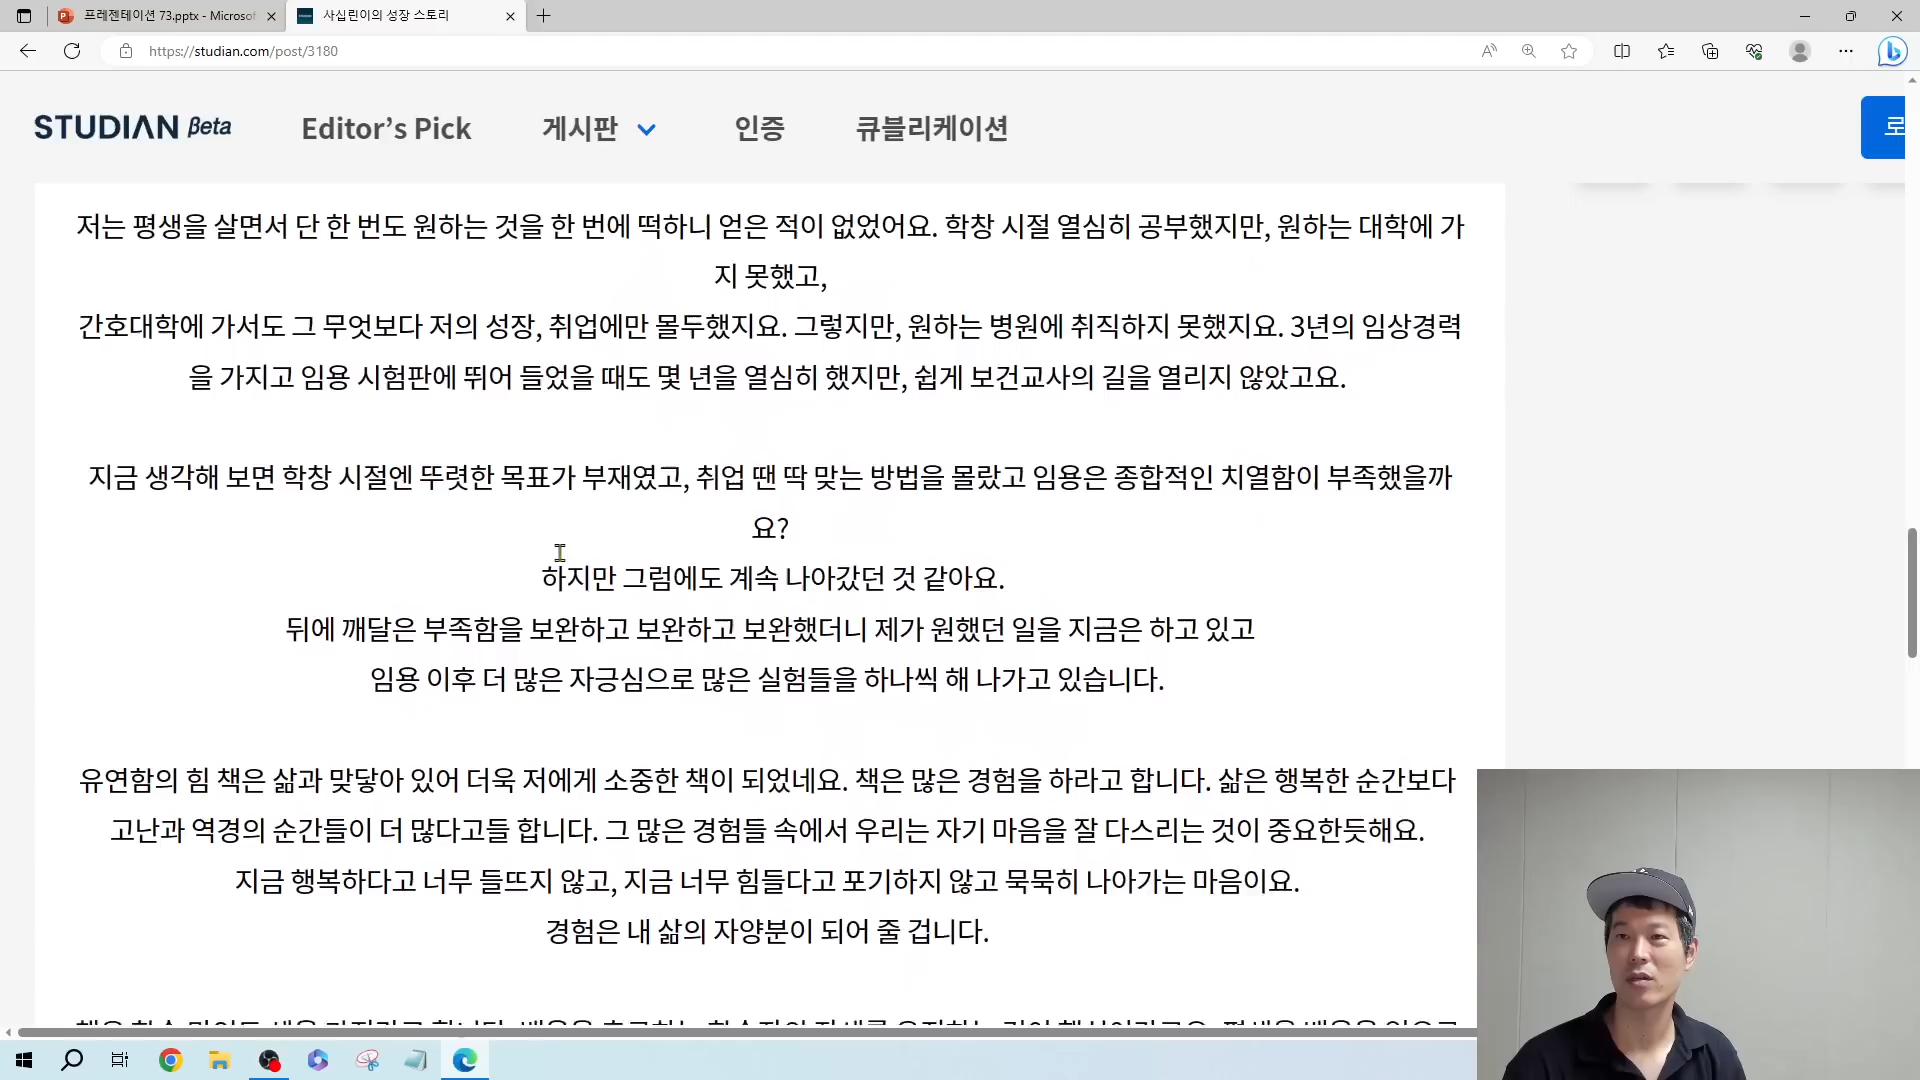 프레젠테이션 73.pptx - Microsof
사십린이의 성장 스토리
https://studian.com/post/3180
STUDIAN Beta
Editor's Pick
게시판
인증
큐블리케이션
로
저는 평생을 살면서 단 한 번도 원하는 것을 한 번에 떡하니 얻은 적이 없었어요. 학창 시절 열심히 공부했지만, 원하는 대학에 가
지 못했고,
간호대학에 가서도 그 무엇보다 저의 성장, 취업에만 몰두했지요. 그렇지만, 원하는 병원에 취직하지 못했지요. 3년의 임상경력
을 가지고 임용 시험판에 뛰어 들었을 때도 몇 년을 열심히 했지만, 쉽게 보건교사의 길을 열리지 않았고요.
지금 생각해 보면 학창 시절엔 뚜렷한 목표가 부재였고, 취업 땐 딱 맞는 방법을 몰랐고 임용은 종합적인 치열함이 부족했을까
요?
하지만 그럼에도 계속 나아갔던 것 같아요.
뒤에 깨달은 부족함을 보완하고 보완하고 보완했더니 제가 원했던 일을 지금은 하고 있고
임용 이후 더 많은 자긍심으로 많은 실험들을 하나씩 해 나가고 있습니다.
유연함의 힘 책은 삶과 맞닿아 있어 더욱 저에게 소중한 책이 되었네요. 책은 많은 경험을 하라고 합니다. 삶은 행복한 순간보다
고난과 역경의 순간들이 더 많다고들 합니다. 그 많은 경험들 속에서 우리는 자기 마음을 잘 다스리는 것이 중요한듯해요.
지금 행복하다고 너무 들뜨지 않고, 지금 너무 힘들다고 포기하지 않고 묵묵히 나아가는 마음이요.
경험은 내 삶의 자양분이 되어 줄 겁니다.